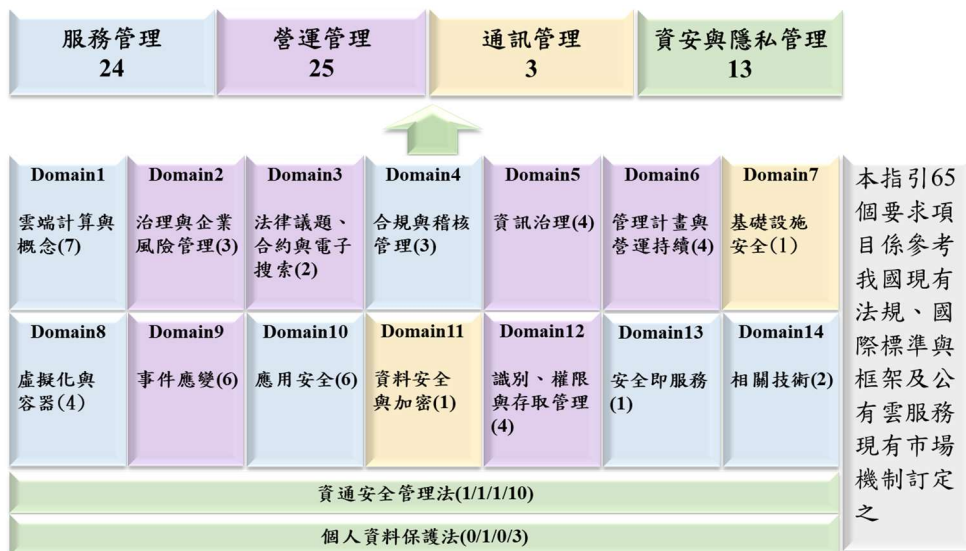 服務管理
24
營運管理
25
通訊管理
3
資安與隱私管理
13
Domain1
雲端計算與
概念(7)
Domain2
治理與企業
風險管理(3)
Domain3
法律議題、
合約與電子
搜索(2)
Domain4
合規與稽核
管理(3)
Domain5
資訊治理(4)
Domain6
管理計畫與
營運持續(4)
Domain7
基礎設施
安全(1)
Domain8
虛擬化與
容器(4)
Domain9
事件應變(6)
Domain10
應用安全(6)
Domain11
資料安全
與加密(1)
Domain12
識別、權限
與存取管理
(4)
Domain13
安全即服務
(1)
Domain14
相關技術(2)
資通安全管理法(1/1/1/10)
個人資料保護法(0/1/0/3)
本指引65
個要求項
目係參考
我國現有
法規、國
際標準與
框架及公
有雲服務
現有市場
機制訂定
之